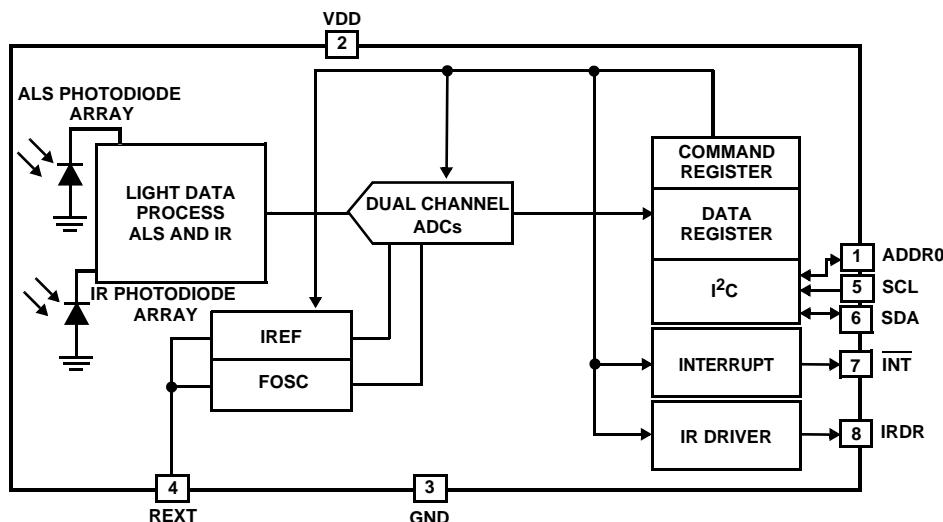 VDD
2
ALS PHOTODIODE
ARRAY
LIGHT DATA
PROCESS
ALS AND IR
DUAL CHANNEL
ADCs
COMMAND
REGISTER
DATA
REGISTER
I²C
1 ADDR0
5 SCL
6 SDA
IR PHOTODIODE
ARRAY
IREF
FOSC
INTERRUPT
7 INT
IR DRIVER
8 IRDR
4
REXT
3
GND